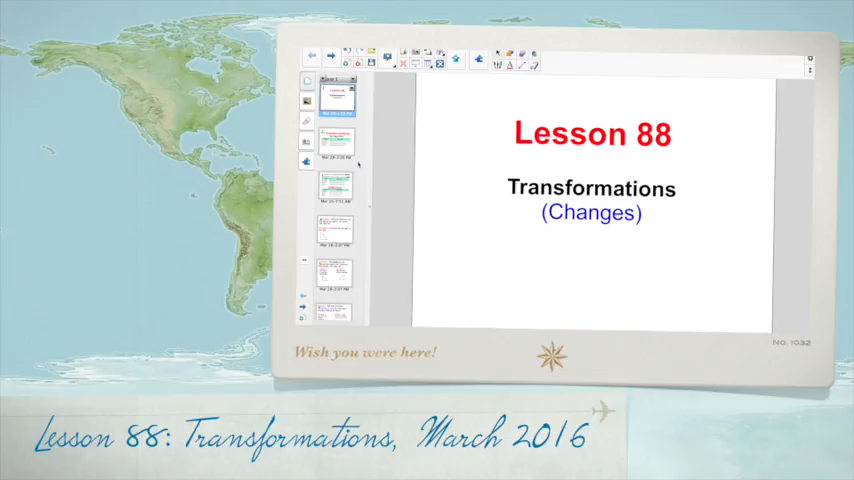 Lesson 88
Transformations
(Changes)
Wish you were here!
No. 1032
Lesson 88: Transformations, March 2016